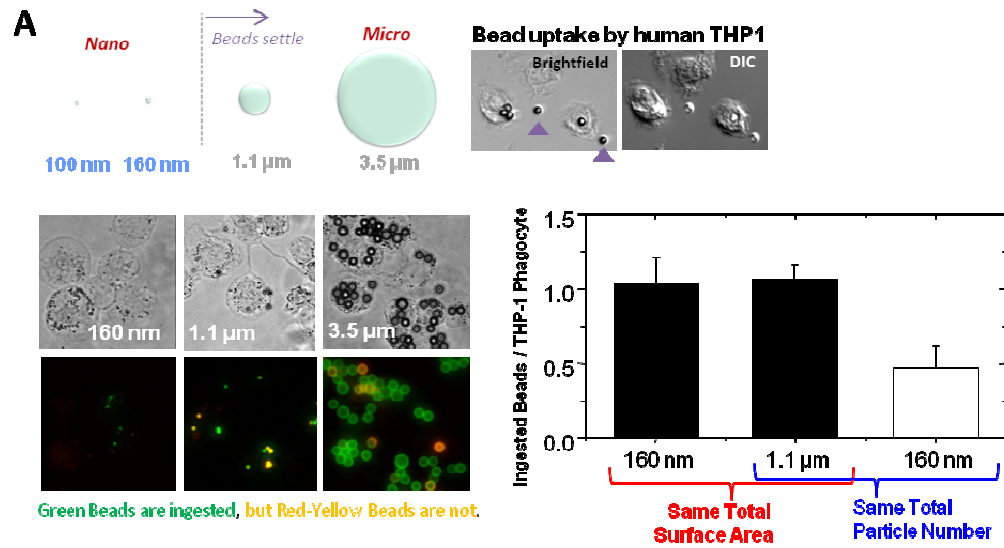 A
Nano
Beads settle
Micro
100 nm
160 nm
1.1 µm
3.5 µm
Bead uptake by human THP1
Brightfield
DIC
160 nm
1.1 µm
3.5 µm
Green Beads are ingested, but Red-Yellow Beads are not.
Ingested Beads / THP-1 Phagocyte
1.5
1.0
0.5
0.0
160 nm
1.1 µm
160 nm
Same Total
Surface Area
Same Total
Particle Number